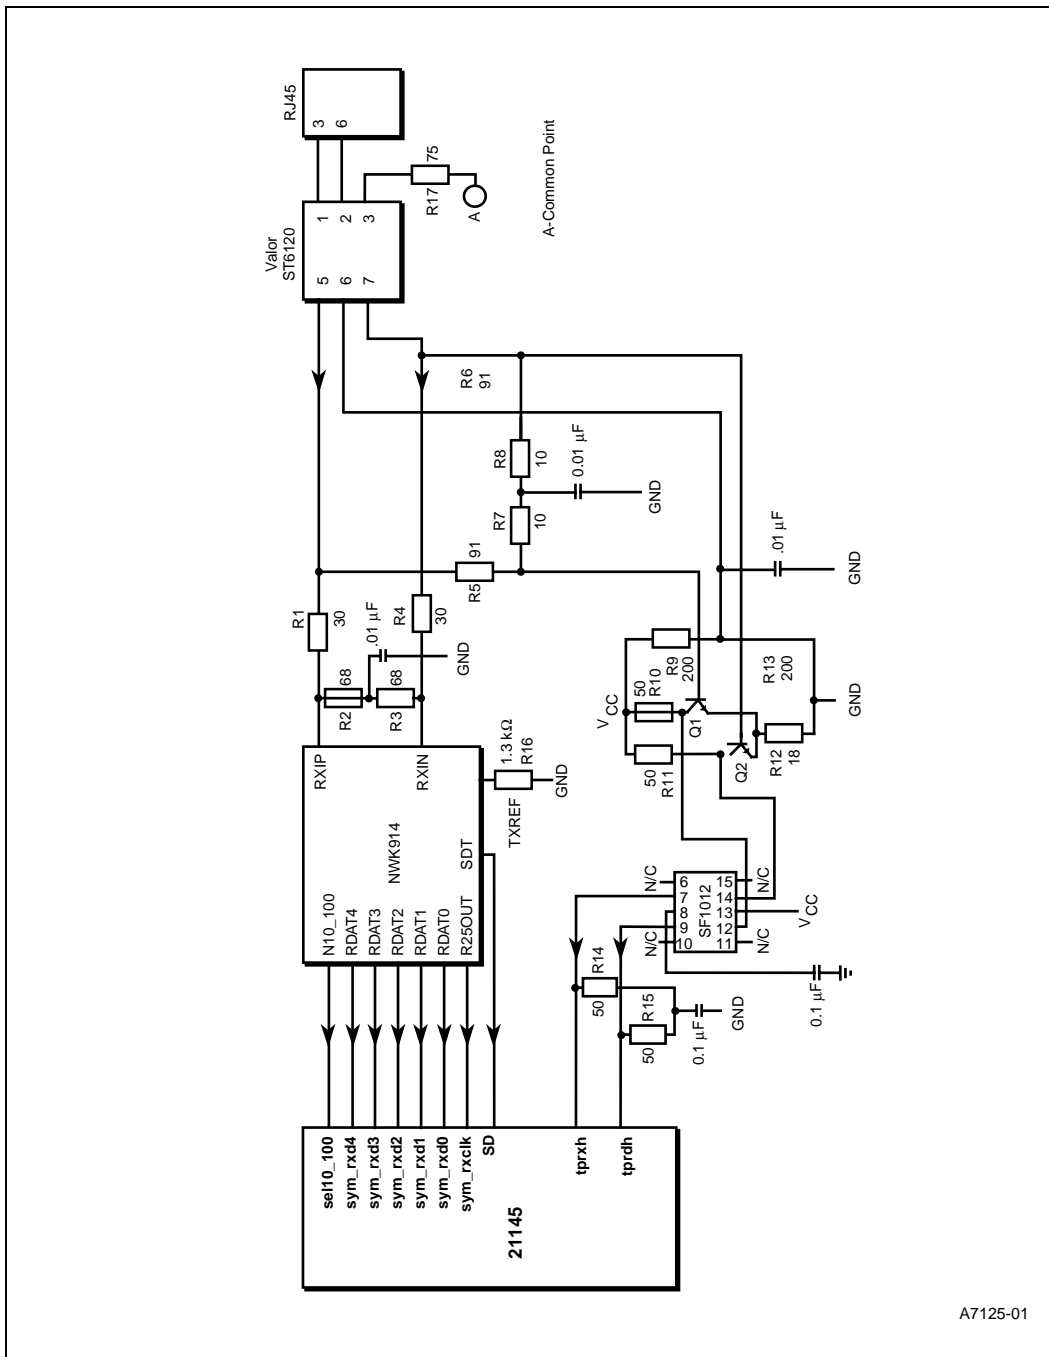 RJ45
3
6
Valor
ST6120
1
2
3
5
6
7
R17
75
A
A-Common Point
R6
91
R8
10
0.01 μF
GND
R7
10
R5
91
R1
30
R4
30
.01 μF
GND
R2
68
R3
68
RXIP
RXIN
NWK914
SDT
N10_100
RDAT4
RDAT3
RDAT2
RDAT1
RDAT0
R25OUT
TXREF
1.3 kΩ
R16
GND
.01 μF
GND
VCC
50
R10
R9
200
R13
200
GND
Q1
Q2
50
R11
R12
18
N/C
6
7
8
9
10
N/C
SF1012
15
14
13
12
11
N/C
N/C
VCC
R14
50
R15
50
0.1 μF
GND
0.1 μF
sel10_100
sym_rxd4
sym_rxd3
sym_rxd2
sym_rxd1
sym_rxd0
sym_rxclk
SD
tprxh
tprdh
21145
A7125-01